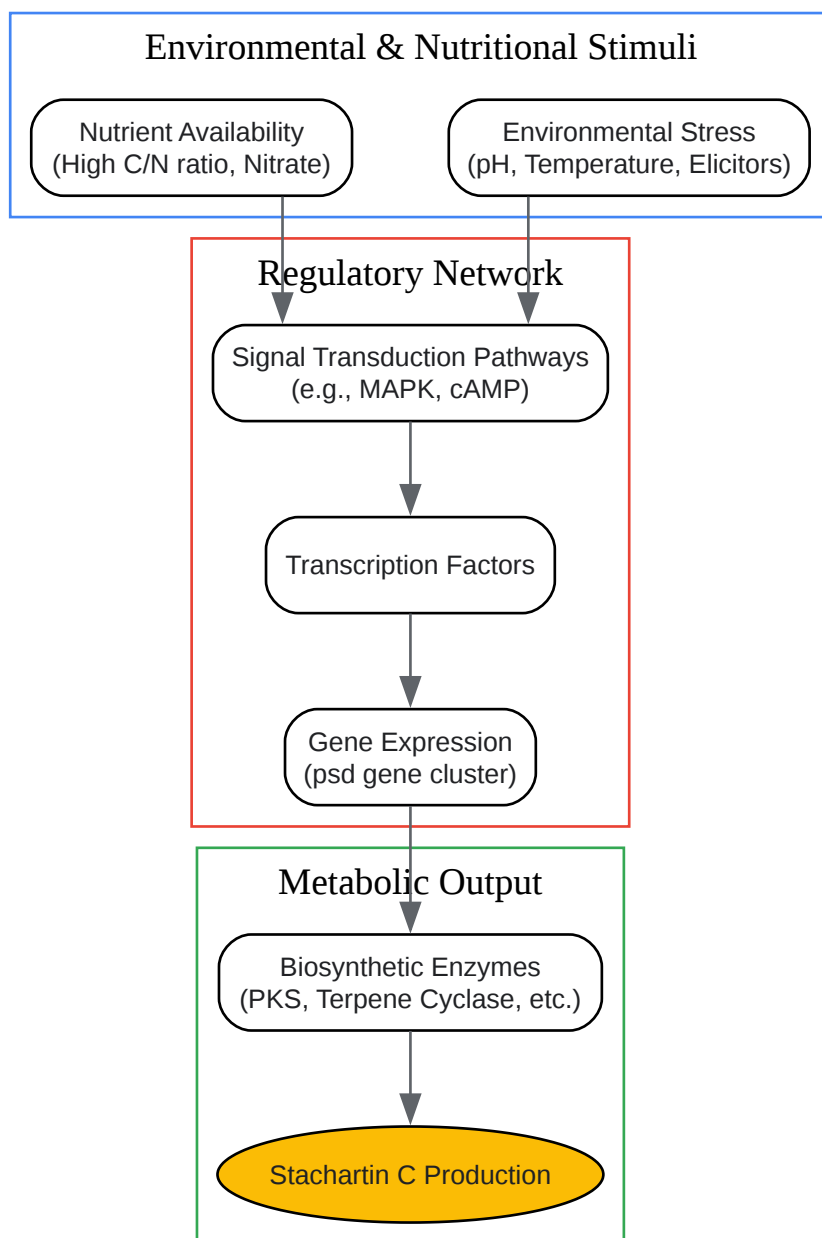 Environmental & Nutritional Stimuli
Nutrient Availability
(High C/N ratio, Nitrate)
Environmental Stress
(pH, Temperature, Elicitors)
Regulatory Network
Signal Transduction Pathways
(e.g., MAPK, cAMP)
Transcription Factors
Gene Expression
(psd gene cluster)
Metabolic Output
Biosynthetic Enzymes
(PKS, Terpene Cyclase, etc.)
Stachartin C Production